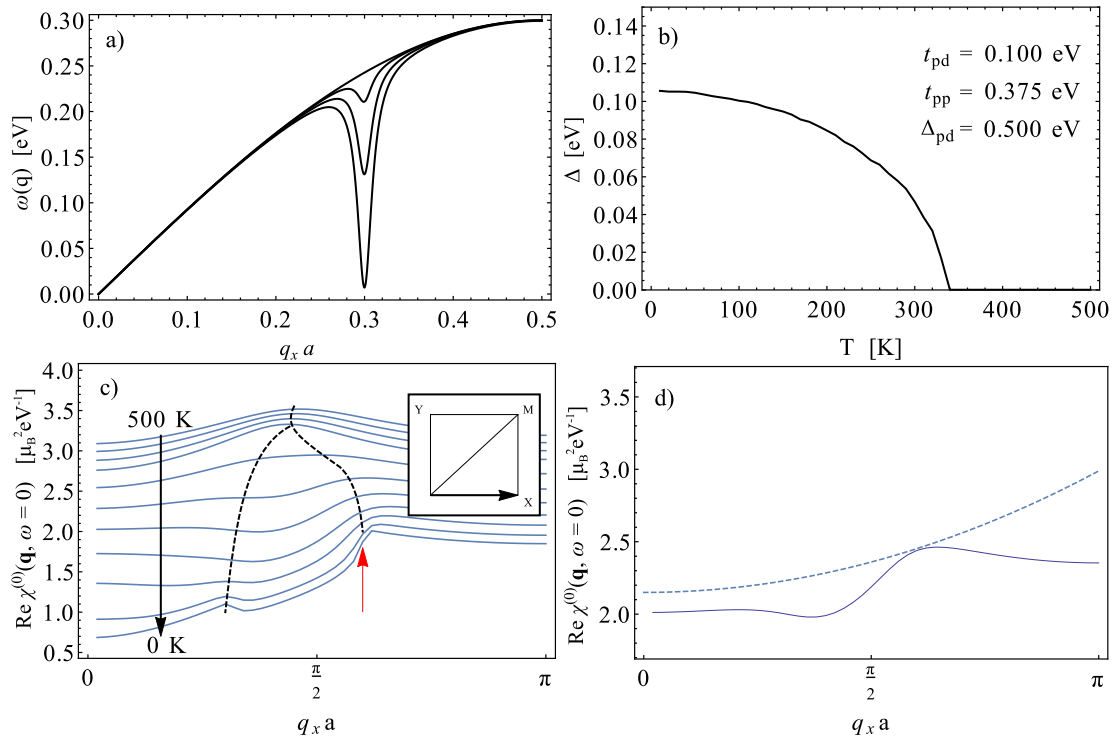 a)
0.30
0.25
0.20
0.15
0.10
0.05
0.00
ω(q) [eV]
0.0 0.1 0.2 0.3 0.4 0.5
q_x a
b)
t_pd = 0.100 eV
t_pp = 0.375 eV
Δ_pd = 0.500 eV
0.14
0.12
0.10
0.08
0.06
0.04
0.02
0.00
Δ [eV]
0 100 200 300 400 500
T [K]
c)
4.0
3.5
3.0
2.5
2.0
1.5
1.0
0.5
Re χ^(0)(q, ω = 0) [μ_B^2 eV^-1]
500 K
0 K
Y M
X
0 π/2 π
q_x a
d)
3.5
3.0
2.5
2.0
Re χ^(0)(q, ω = 0) [μ_B^2 eV^-1]
0 π/2 π
q_x a